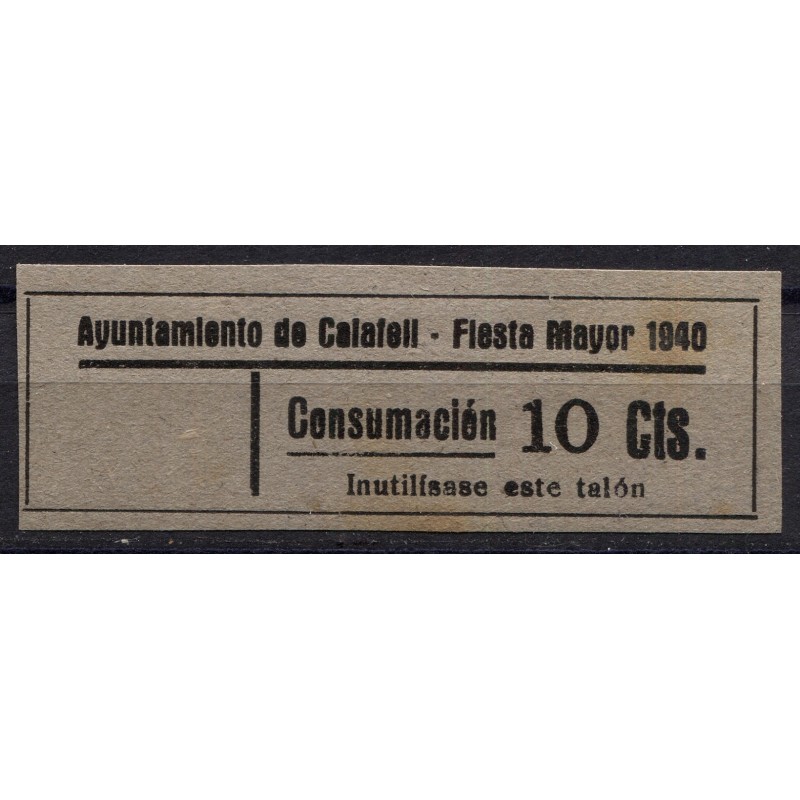 Ayuntamiento de Calafell - Fiesta Mayor 1940
Consumación 10 Cts.
Inutilísase este talón